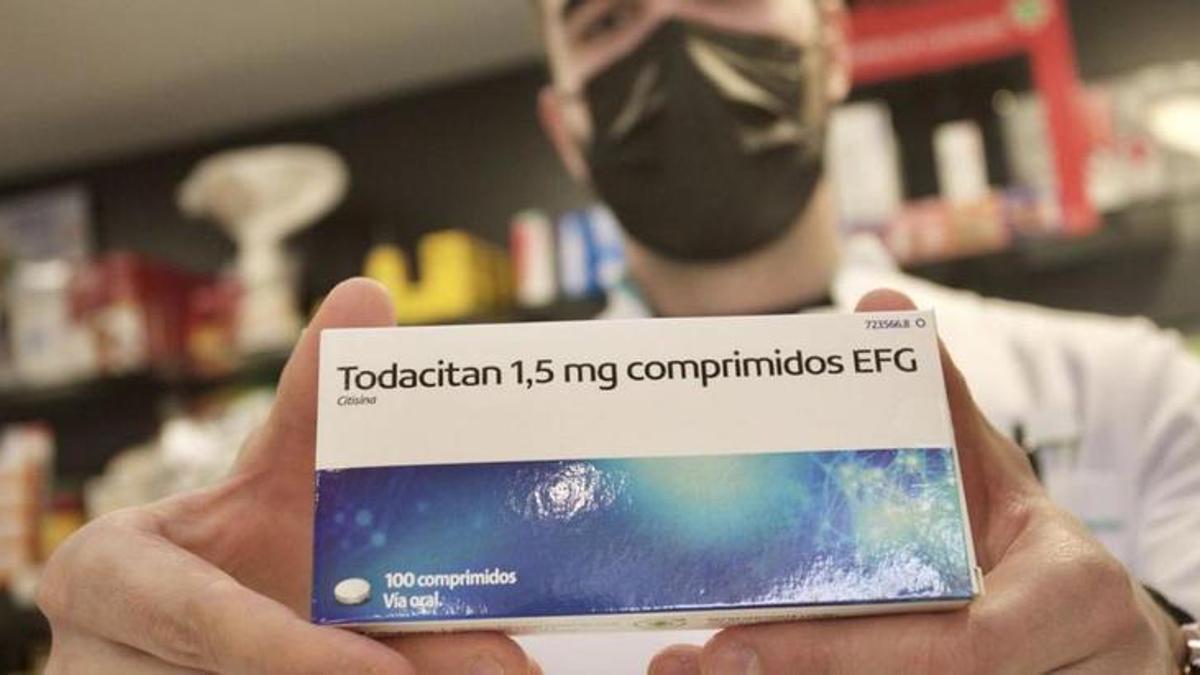 723566.8 O
Todacitan 1,5 mg comprimidos EFG
Citisina
100 comprimidos
Vía oral.